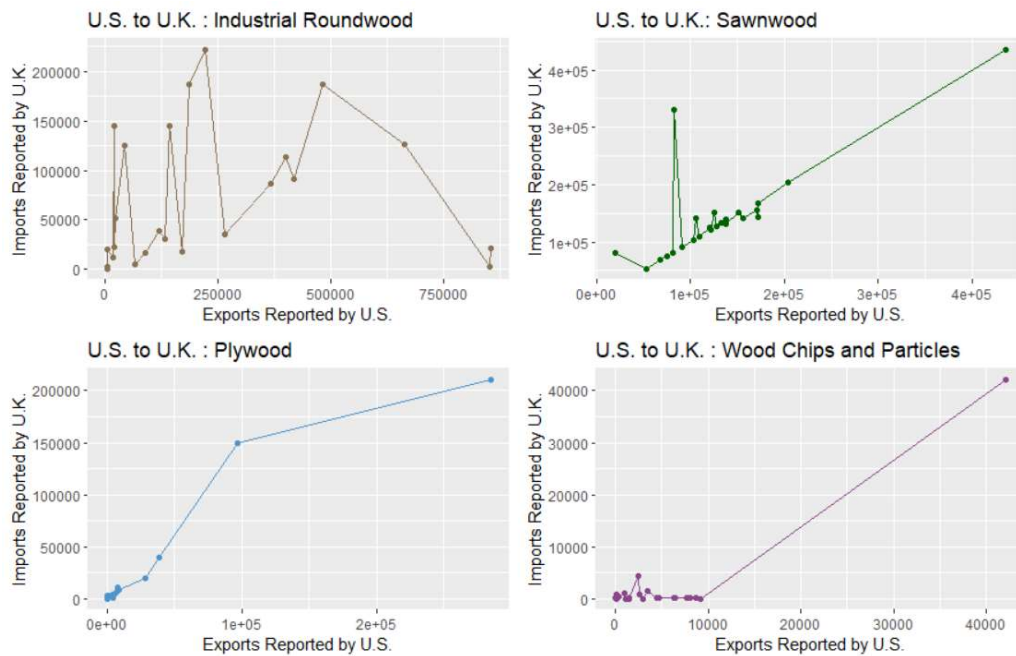 U.S. to U.K. : Industrial Roundwood
Imports Reported by U.K.
200000
150000
100000
50000
0
0
250000
500000
750000
Exports Reported by U.S.
U.S. to U.K.: Sawnwood
Imports Reported by U.K.
4e+05
3e+05
2e+05
1e+05
0e+00
1e+05
2e+05
3e+05
4e+05
Exports Reported by U.S.
U.S. to U.K. : Plywood
Imports Reported by U.K.
200000
150000
100000
50000
0
0e+00
1e+05
2e+05
Exports Reported by U.S.
U.S. to U.K. : Wood Chips and Particles
Imports Reported by U.K.
40000
30000
20000
10000
0
0
10000
20000
30000
40000
Exports Reported by U.S.